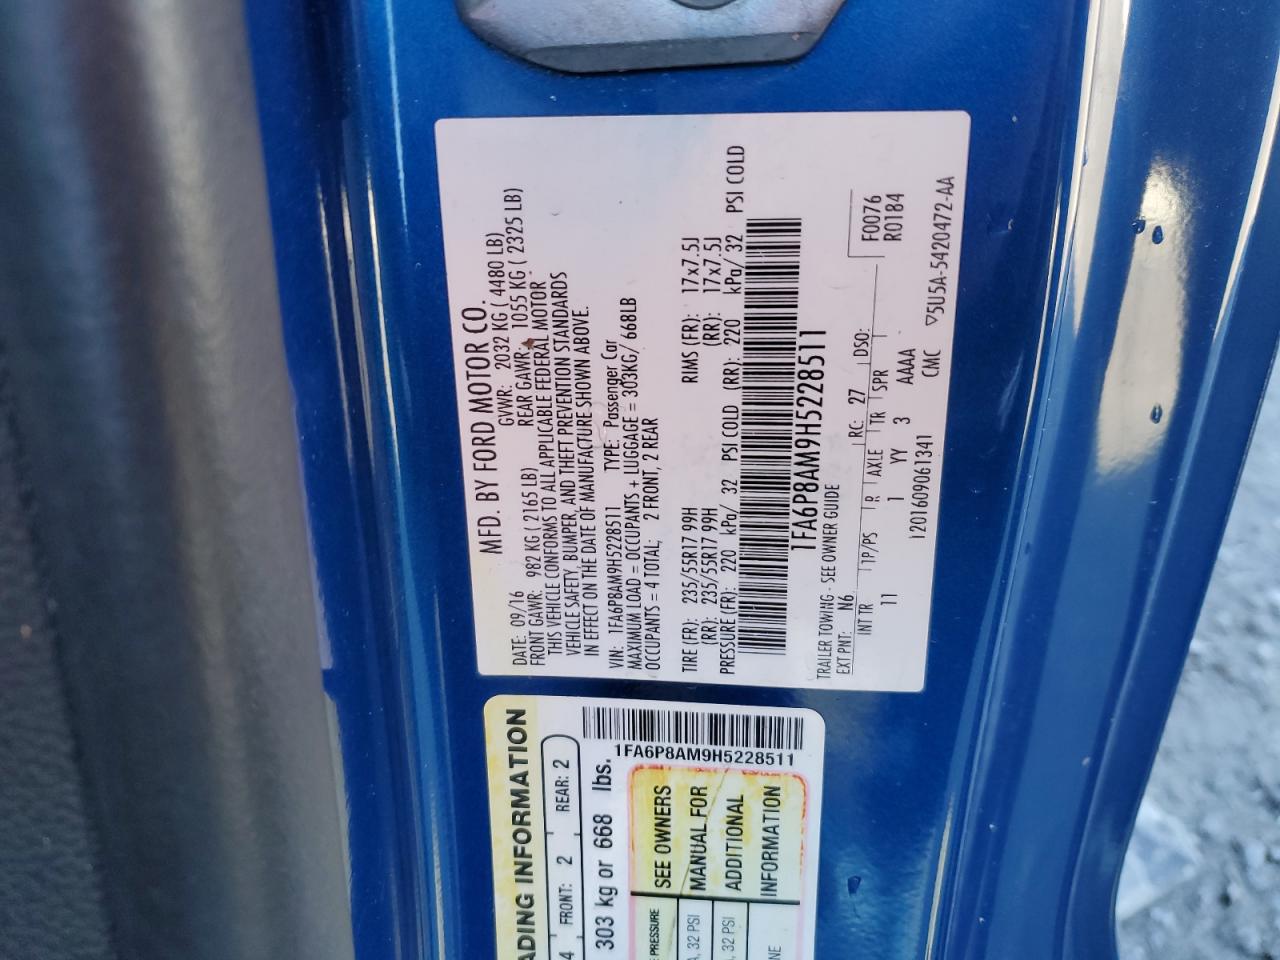 MFD. BY FORD MOTOR CO.
DATE: 09/16 GVWR: 2032 KG ( 4480 LB)
FRONT GAWR: 982 KG ( 2165 LB) REAR GAWR: 1055 KG ( 2325 LB)
THIS VEHICLE CONFORMS TO ALL APPLICABLE FEDERAL MOTOR
VEHICLE SAFETY, BUMPER, AND THEFT PREVENTION STANDARDS
IN EFFECT ON THE DATE OF MANUFACTURE SHOWN ABOVE.
VIN: 1FA6P8AM9H5228511 TYPE: Passenger Car
MAXIMUM LOAD = OCCUPANTS + LUGGAGE = 303KG/ 668LB
OCCUPANTS = 4 TOTAL; 2 FRONT, 2 REAR
TIRE (FR): 235/55R17 99H RIMS (FR): 17x7.5J
(RR): 235/55R17 99H (RR): 17x7.5J
PRESSURE (FR): 220 kPa/ 32 PSI COLD (RR): 220 kPa/ 32 PSI COLD
1FA6P8AM9H5228511
TRAILER TOWING - SEE OWNER GUIDE
EXT PNT: N6 RC: 27 DSO: F0076
INT TR TP/PS R AXLE TR SPR R0184
11 1 YY 3 AAAA
1201609061341 CMC ▽5U5A-5420472-AA
ADING INFORMATION
4 FRONT: 2 REAR: 2
303 kg or 668 lbs.
1FA6P8AM9H5228511
PRESSURE SEE OWNERS
, 32 PSI MANUAL FOR
, 32 PSI ADDITIONAL
NE INFORMATION